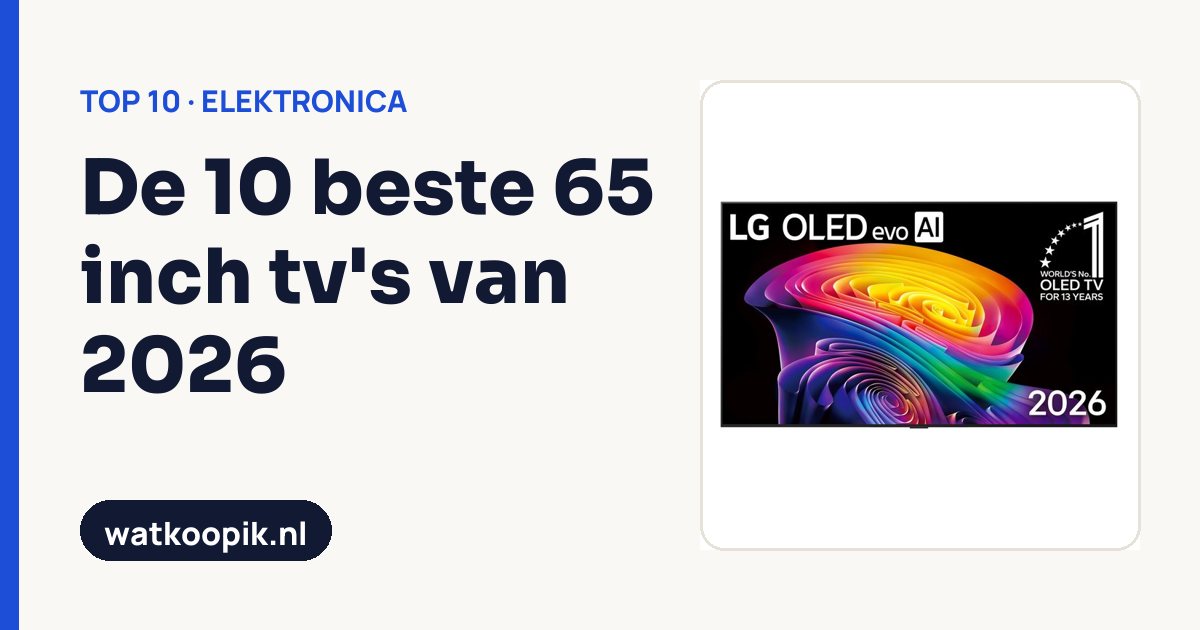 TOP 10 · ELEKTRONICA
De 10 beste 65
inch tv's van
2026
watkoopik.nl
LG OLED evo AI
1
WORLD'S No.
OLED TV
FOR 13 YEARS
2026